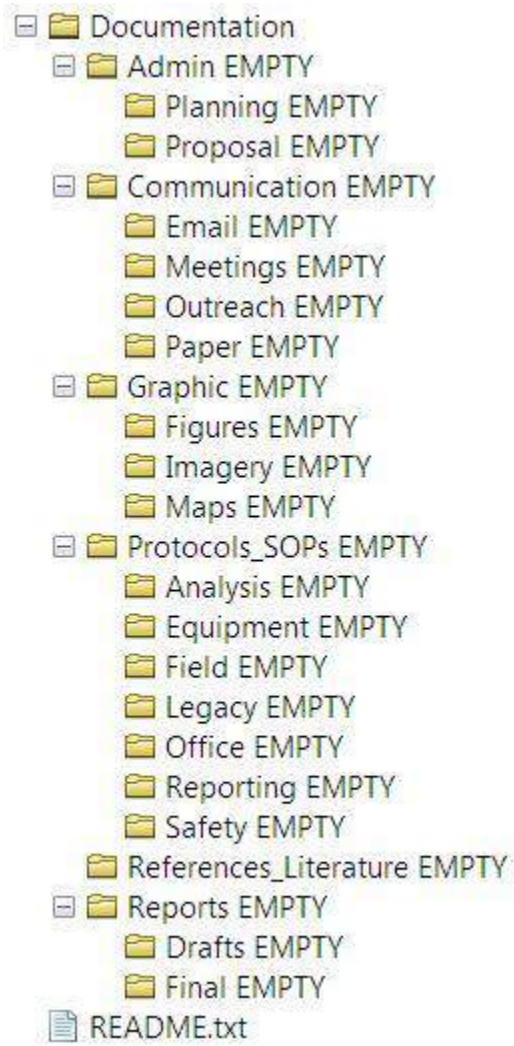 Documentation
Admin EMPTY
Planning EMPTY
Proposal EMPTY
Communication EMPTY
Email EMPTY
Meetings EMPTY
Outreach EMPTY
Paper EMPTY
Graphic EMPTY
Figures EMPTY
Imagery EMPTY
Maps EMPTY
Protocols_SOPs EMPTY
Analysis EMPTY
Equipment EMPTY
Field EMPTY
Legacy EMPTY
Office EMPTY
Reporting EMPTY
Safety EMPTY
References_Literature EMPTY
Reports EMPTY
Drafts EMPTY
Final EMPTY
README.txt